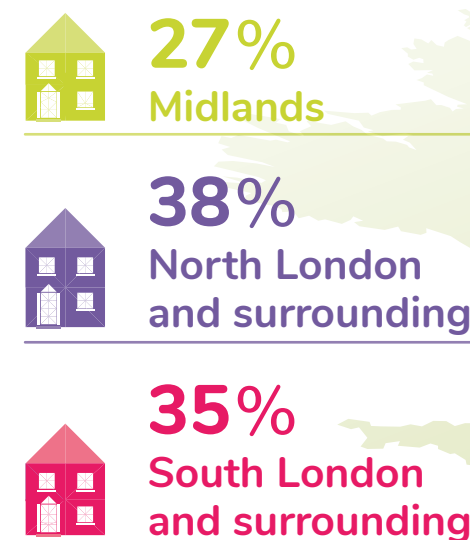 27%
Midlands
38%
North London
and surrounding
35%
South London
and surrounding